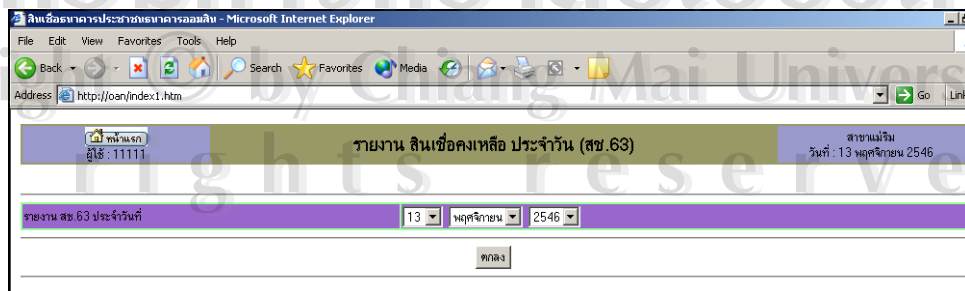 สินเชื่อธนาคารประชาชนธนาคารออมสิน - Microsoft Internet Explorer
File Edit View Favorites Tools Help
Back Search Favorites Media
Address http://oan/index1.htm Go Link
by Chiang Mai Univers
หน้าแรก
ผู้ใช้ : 11111
รายงาน สินเชื่อคงเหลือ ประจำวัน (สช.63)
สาขาแม่ริม
วันที่ : 13 พฤศจิกายน 2546
rights reserve
รายงาน สช.63 ประจำวันที่ 13 พฤศจิกายน 2546
ตกลง